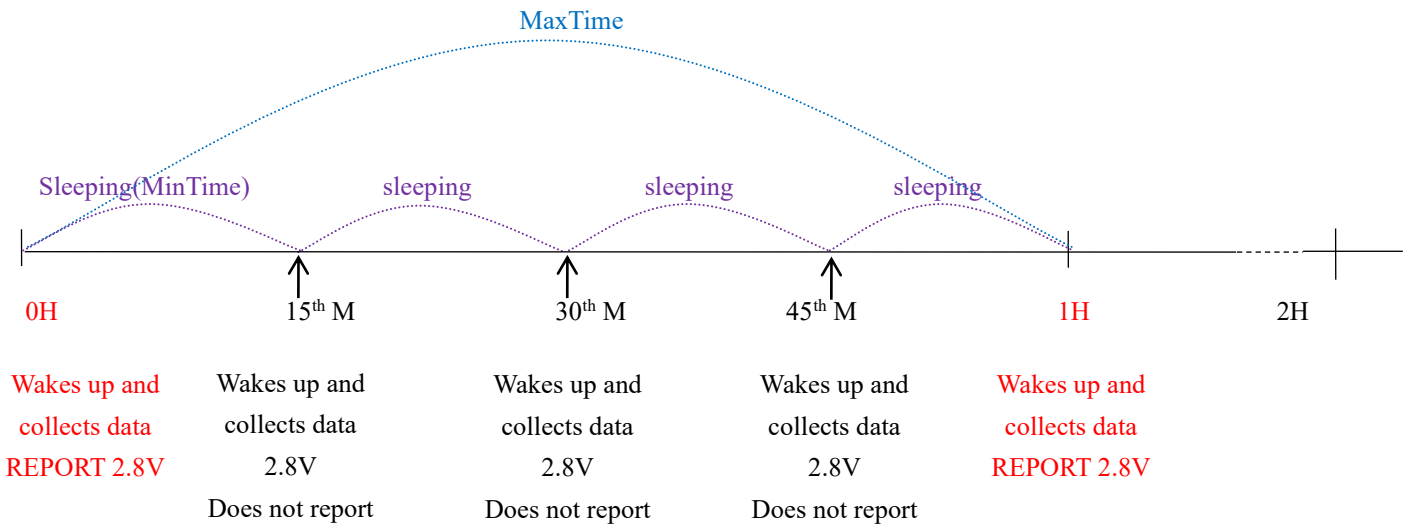 MaxTime
Sleeping(MinTime)
sleeping
sleeping
sleeping
0H
15th M
30th M
45th M
1H
2H
Wakes up and
collects data
REPORT 2.8V
Wakes up and
collects data
2.8V
Does not report
Wakes up and
collects data
2.8V
Does not report
Wakes up and
collects data
2.8V
Does not report
Wakes up and
collects data
REPORT 2.8V